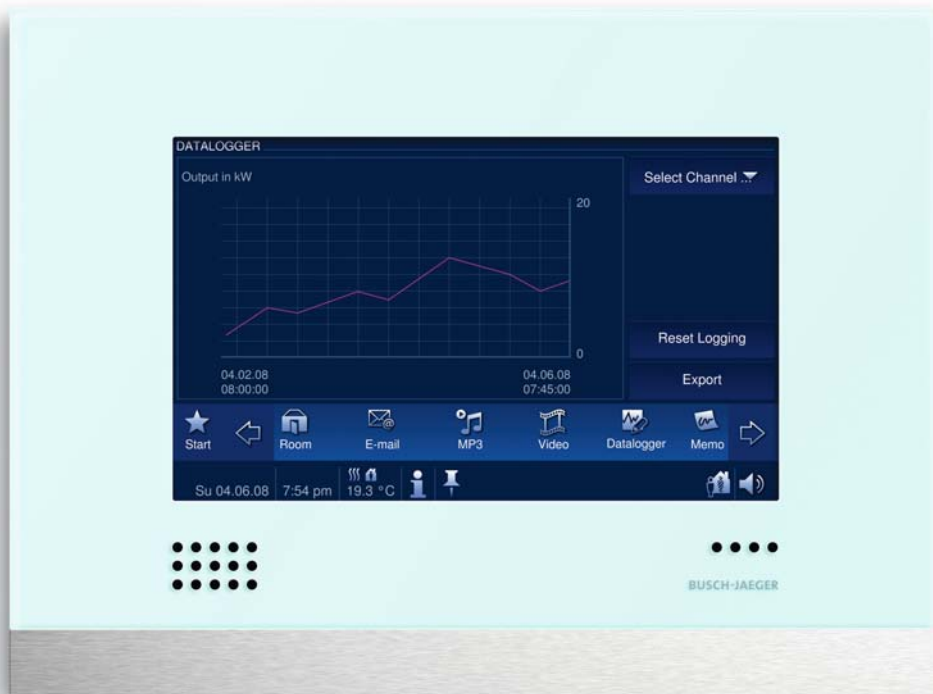 DATALOGGER
Output in kW
Select Channel ...
20
0
04.02.08
08:00:00
04.06.08
07:45:00
Reset Logging
Export
Start
Room
E-mail
MP3
Video
Datalogger
Memo
Su 04.06.08
7:54 pm
19.3 °C
BUSCH-JAEGER